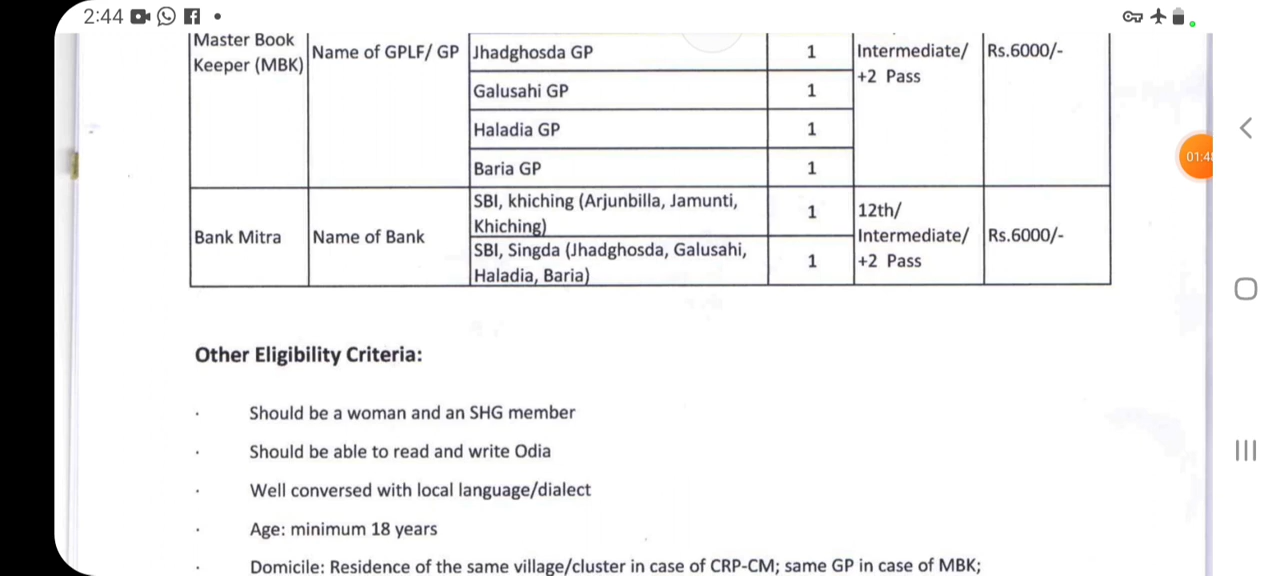 2:44
Master Book
Keeper (MBK)
Name of GPLF/ GP
Jhadghosda GP
1
Intermediate/
+2 Pass
Rs.6000/-
Galusahi GP
1
Haladia GP
1
Baria GP
1
Bank Mitra
Name of Bank
SBI, khiching (Arjunbilla, Jamunti,
Khiching)
1
SBI, Singda (Jhadghosda, Galusahi,
Haladia, Baria)
1
12th/
Intermediate/
+2 Pass
Rs.6000/-
Other Eligibility Criteria:
· Should be a woman and an SHG member
· Should be able to read and write Odia
· Well conversed with local language/dialect
· Age: minimum 18 years
· Domicile: Residence of the same village/cluster in case of CRP-CM; same GP in case of MBK;